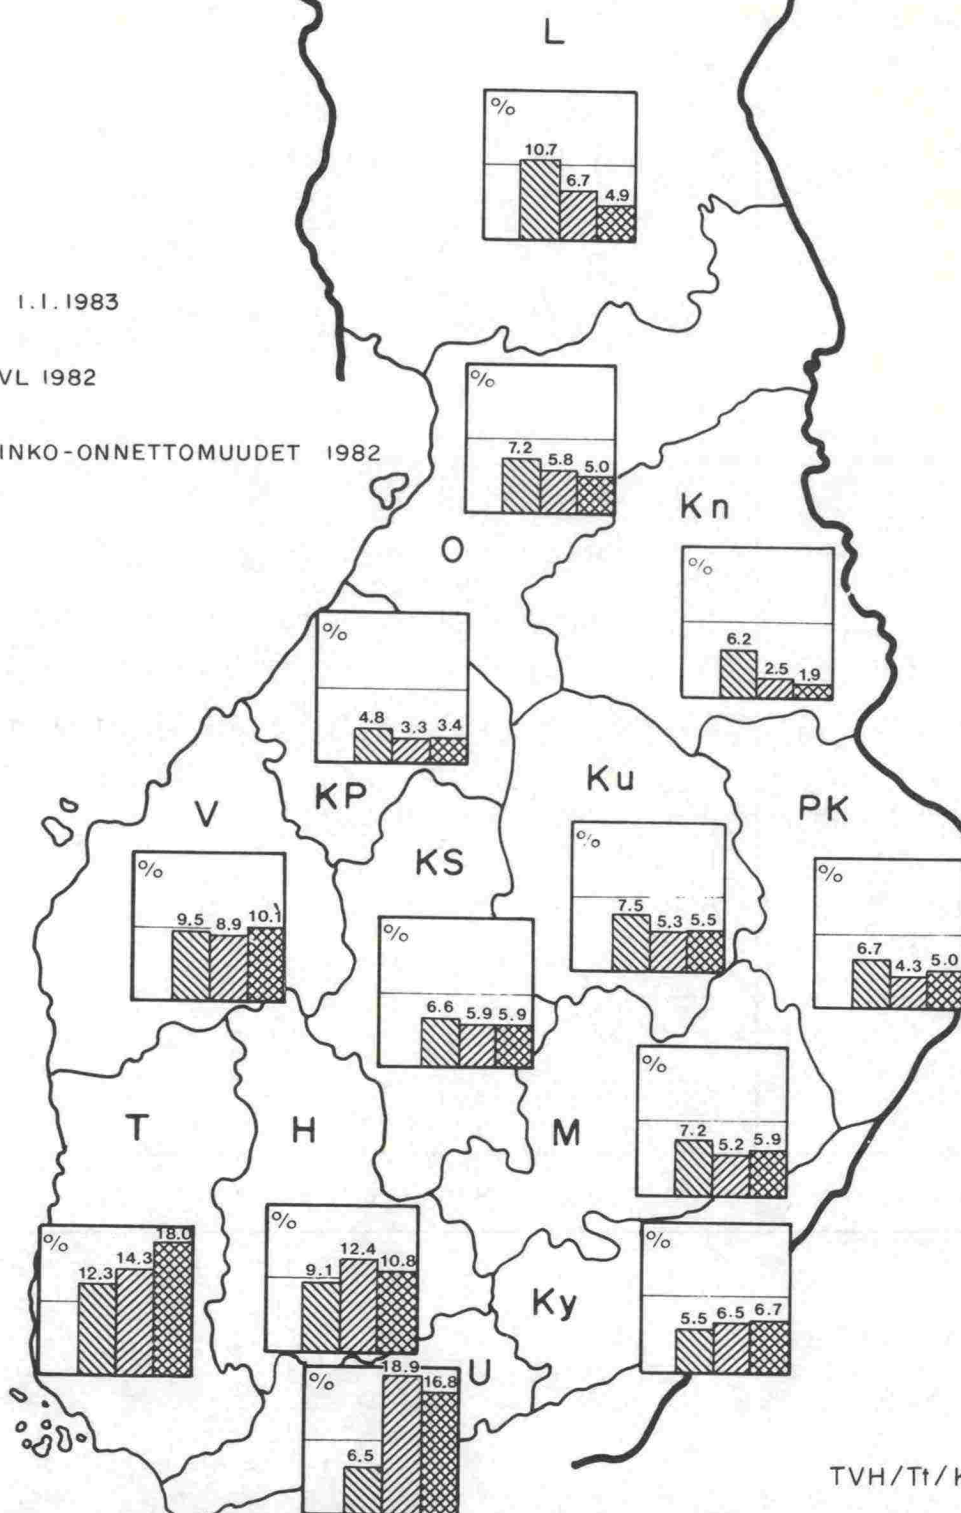 L
%
10.7
6.7
4.9
1.1.1983
VL 1982
INKO-ONNETTOMUUDET 1982
%
7.2 5.8 5.0
Kn
O
%
6.2
2.5 1.9
%
4.8 3.3 3.4
KP
Ku
PK
V
KS
%
9.5 8.9 10.1
%
7.5 5.3 5.5
%
6.7 4.3 5.0
%
6.6 5.9 5.9
T
H
M
%
7.2 5.2 5.9
%
12.3 14.3 18.0
%
9.1 12.4 10.8
Ky
%
5.5 6.5 6.7
U
%
6.5 18.9 16.8
TVH/Tt/K